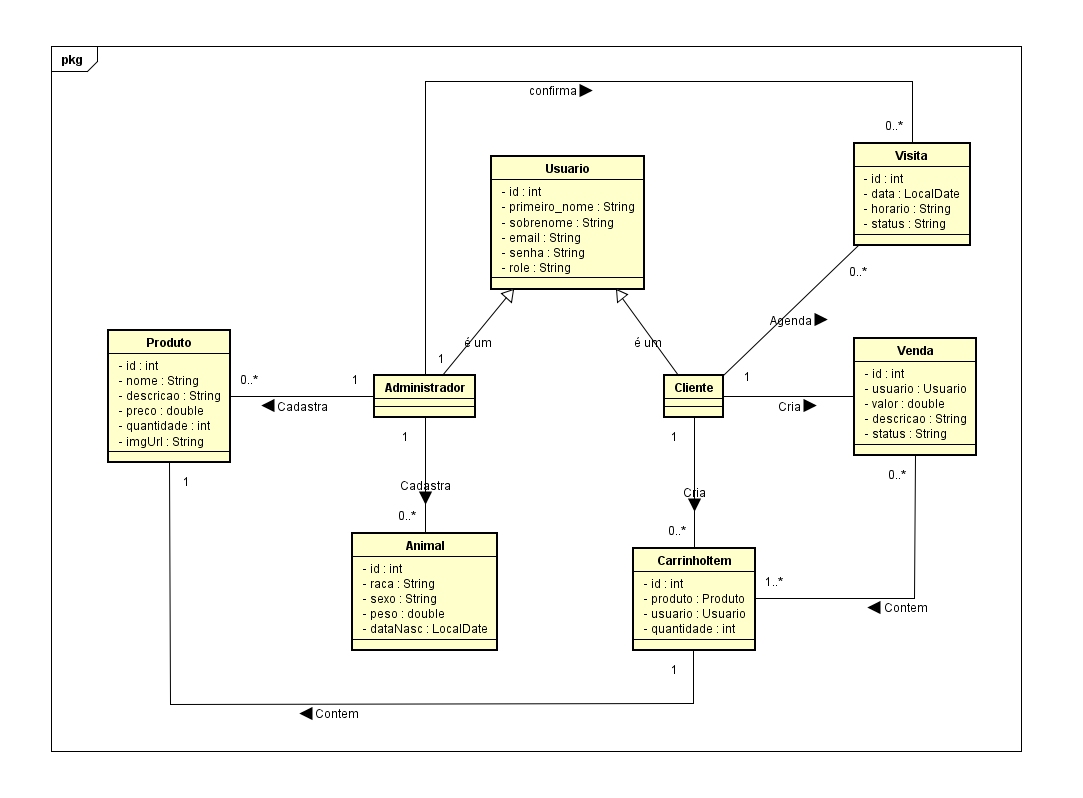 pkg
confirma
0..*
Visita
- id : int
- data : LocalDate
- horario : String
- status : String
0..*
Usuario
- id : int
- primeiro_nome : String
- sobrenome : String
- email : String
- senha : String
- role : String
é um
é um
Agenda
1
1
Produto
- id : int
- nome : String
- descricao : String
- preco : double
- quantidade : int
- imgUrl : String
1
0..*
1
Cadastra
Administrador
1
Cliente
1
Cria
Venda
- id : int
- usuario : Usuario
- valor : double
- descricao : String
- status : String
0..*
Cadastra
0..*
Cria
0..*
Animal
- id : int
- raca : String
- sexo : String
- peso : double
- dataNasc : LocalDate
CarrinhoItem
- id : int
- produto : Produto
- usuario : Usuario
- quantidade : int
1..*
Contem
1
Contem